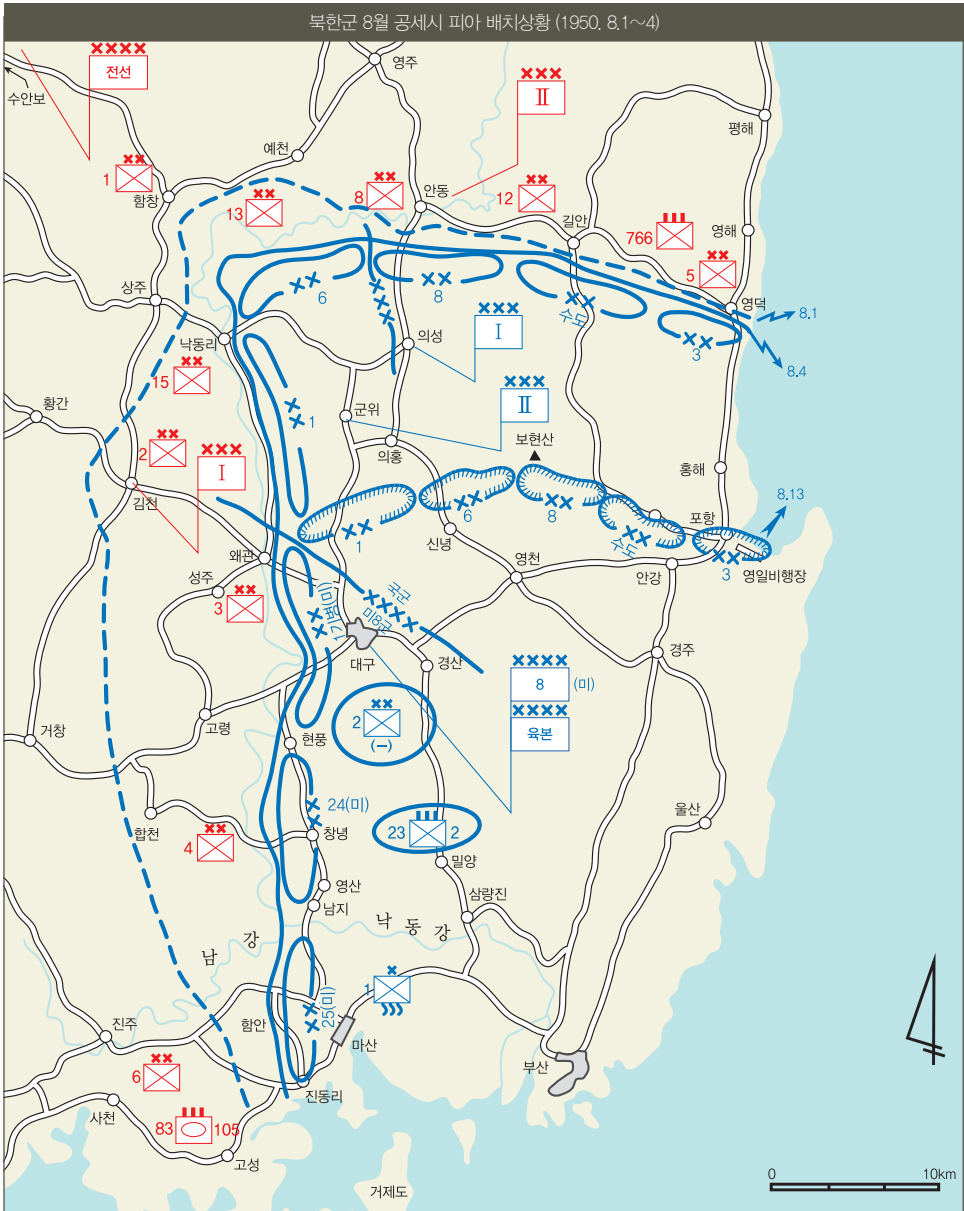 북한군 8월 공세시 피아 배치상황 (1950. 8.1~4)
전선
수안보
영주
II
평해
예천
1
함창
13
8
안동
12
길안
766
영해
5
상주
6
8
수도
영덕
8.1
3
8.4
낙동리
의성
I
15
1
II
황간
군위
보현산
2
I
의흥
홍해
김천
8.13
1
6
8
수도
포항
3
영일비행장
신녕
왜관
영천
안강
성주
3
1기병(미)
국군
미8군
대구
경산
경주
8
(미)
육본
2
(-)
고령
거창
현풍
24(미)
창녕
23
2
울산
합천
4
밀양
영산
남지
삼량진
낙동강
남강
1
25(미)
함안
마산
진주
부산
6
진동리
사천
83
105
고성
거제도
0
10km